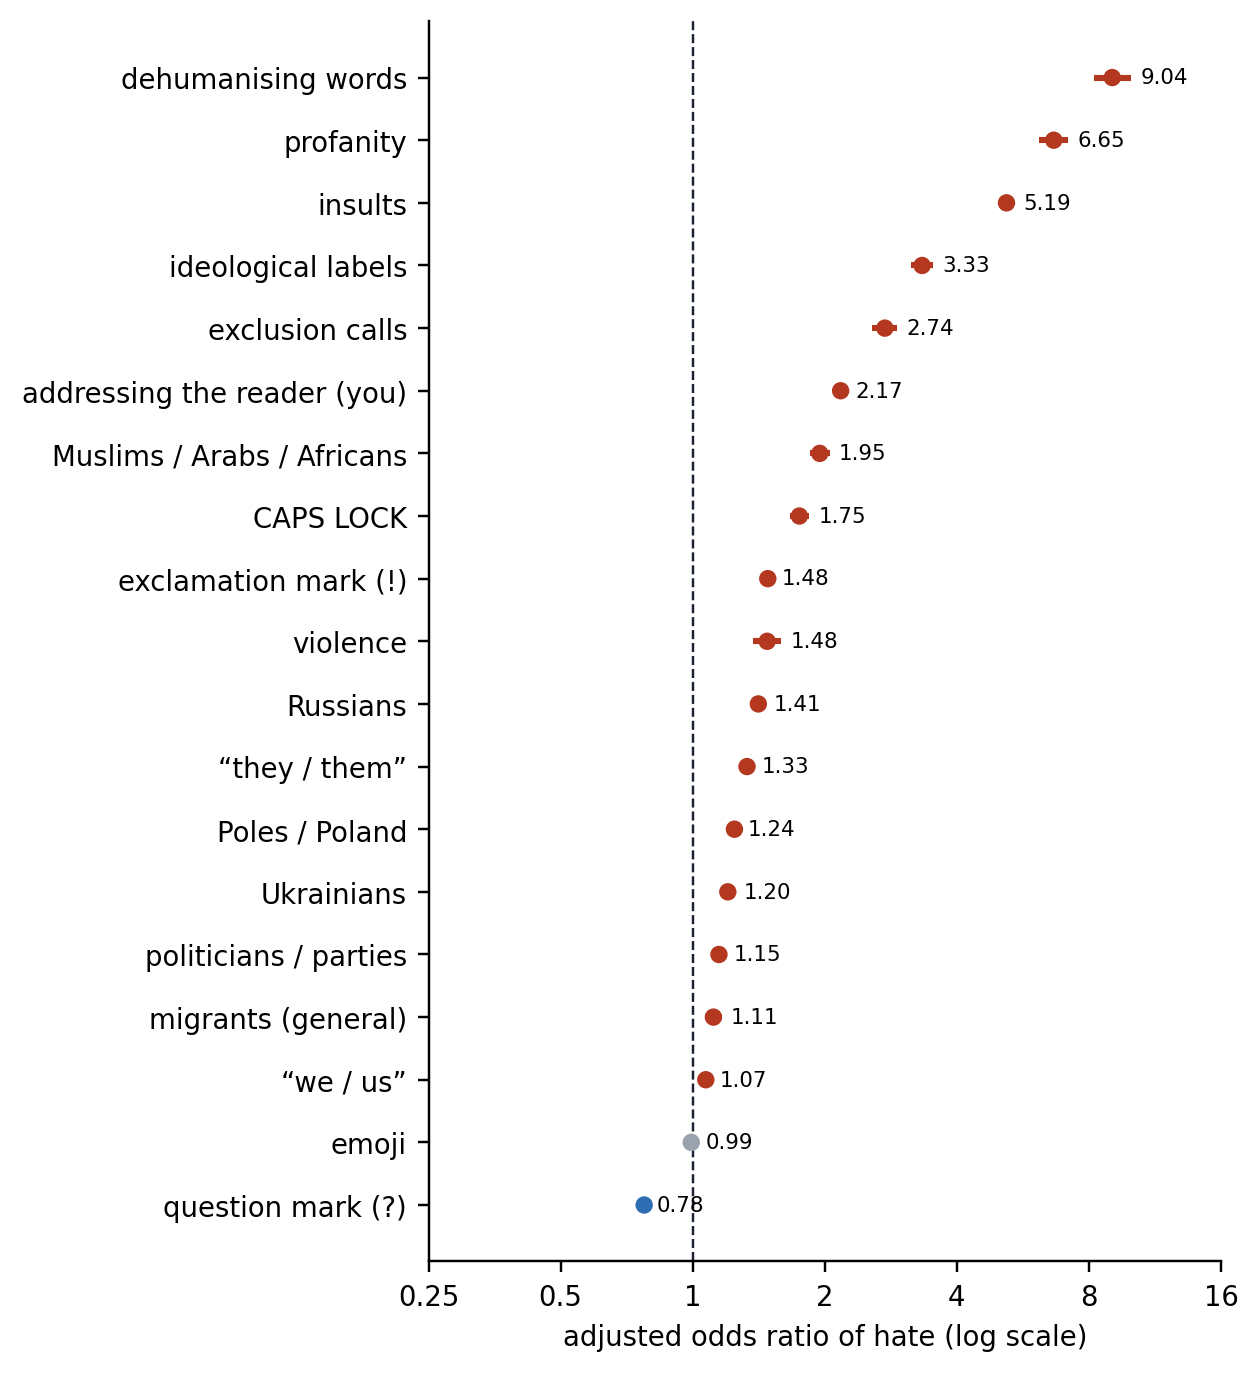 dehumanising words 9.04
profanity 6.65
insults 5.19
ideological labels 3.33
exclusion calls 2.74
addressing the reader (you) 2.17
Muslims / Arabs / Africans 1.95
CAPS LOCK 1.75
exclamation mark (!) 1.48
violence 1.48
Russians 1.41
“they / them” 1.33
Poles / Poland 1.24
Ukrainians 1.20
politicians / parties 1.15
migrants (general) 1.11
“we / us” 1.07
emoji 0.99
question mark (?) 0.78
0.25 0.5 1 2 4 8 16
adjusted odds ratio of hate (log scale)